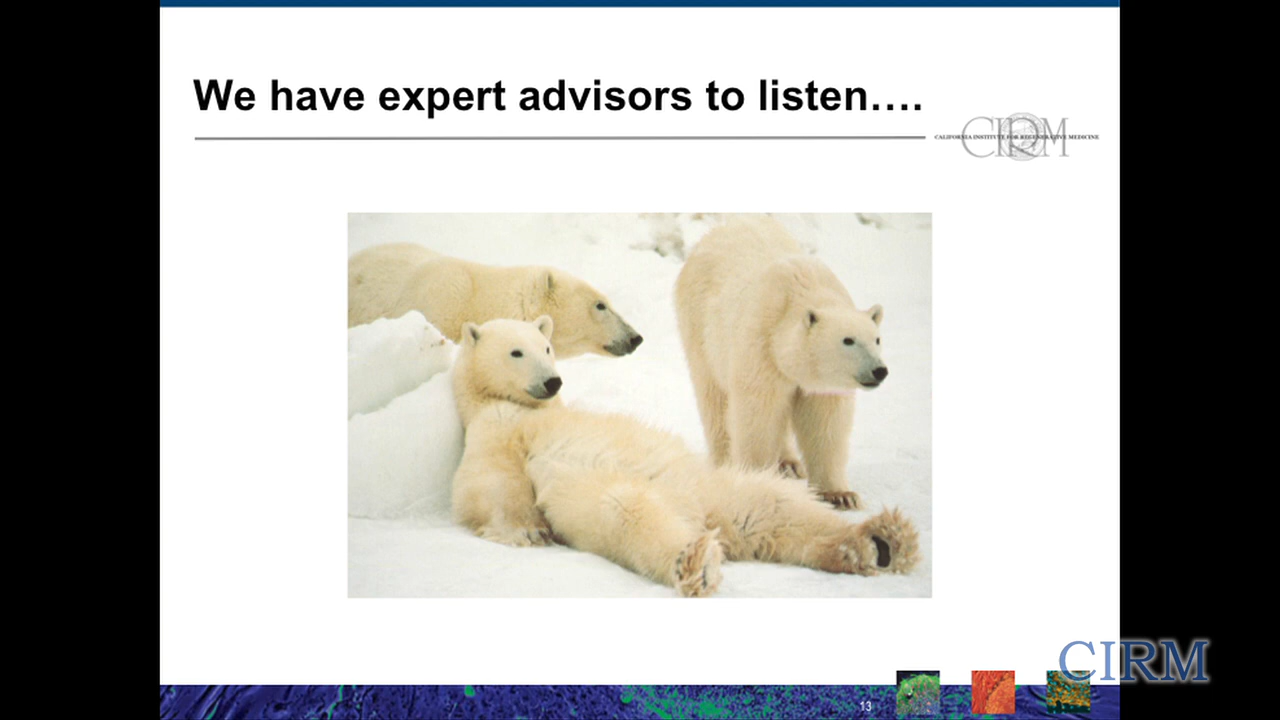 We have expert advisors to listen….
CIRM
CALIFORNIA INSTITUTE FOR REGENERATIVE MEDICINE
13
CIRM